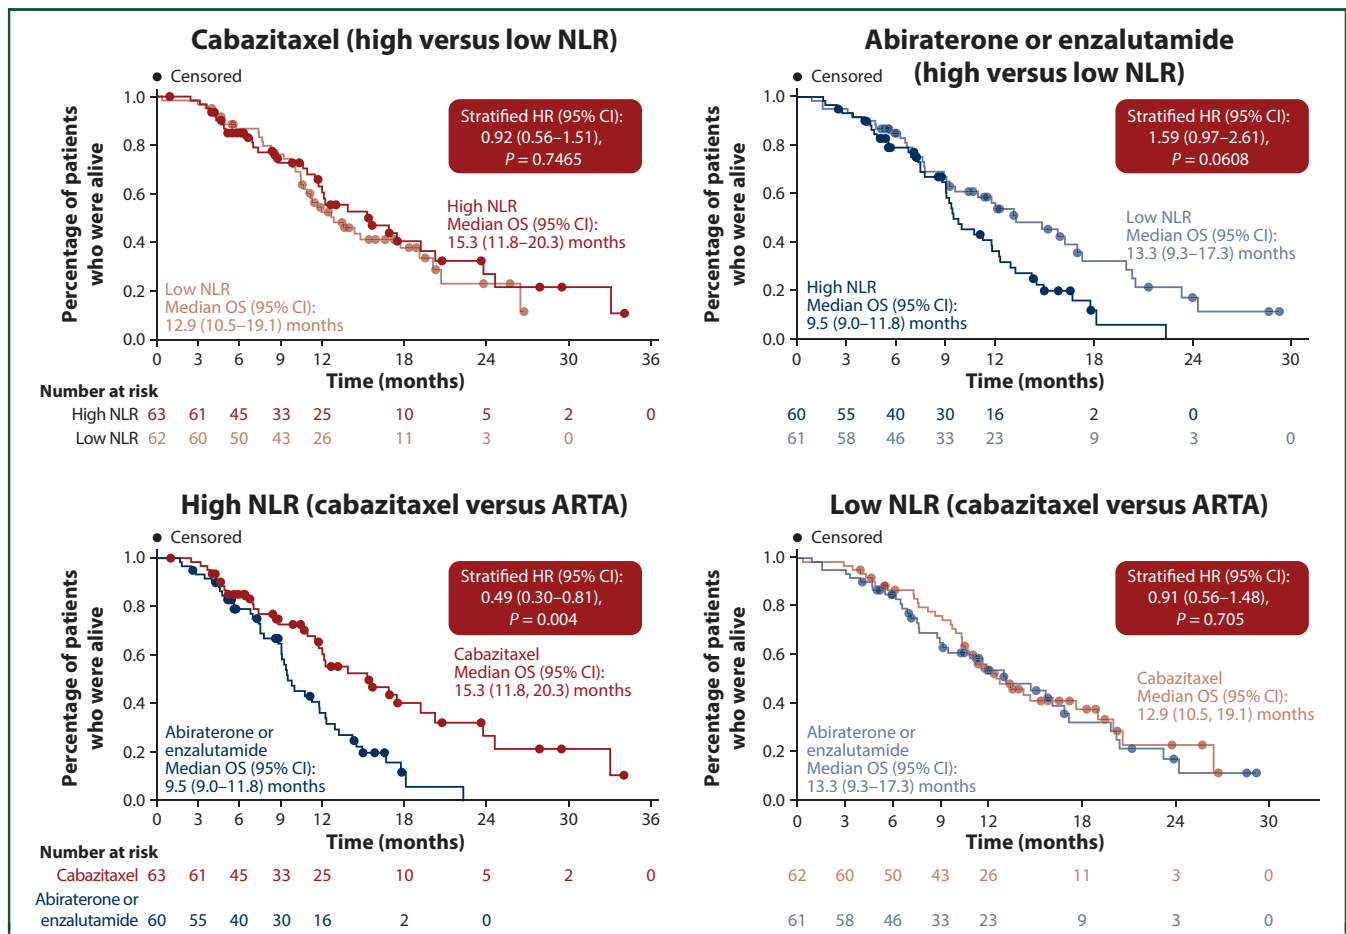 Cabazitaxel (high versus low NLR)
Censored
Percentage of patients
who were alive
1.0
0.8
0.6
0.4
0.2
0.0
Stratified HR (95% CI):
0.92 (0.56–1.51),
P = 0.7465
High NLR
Median OS (95% CI):
15.3 (11.8–20.3) months
Low NLR
Median OS (95% CI):
12.9 (10.5–19.1) months
0 3 6 9 12 18 24 30 36
Time (months)
Number at risk
High NLR 63 61 45 33 25 10 5 2 0
Low NLR 62 60 50 43 26 11 3 0
Abiraterone or enzalutamide
(high versus low NLR)
Censored
Percentage of patients
who were alive
1.0
0.8
0.6
0.4
0.2
0.0
Stratified HR (95% CI):
1.59 (0.97–2.61),
P = 0.0608
Low NLR
Median OS (95% CI):
13.3 (9.3–17.3) months
High NLR
Median OS (95% CI):
9.5 (9.0–11.8) months
0 3 6 9 12 18 24 30
Time (months)
60 55 40 30 16 2 0
61 58 46 33 23 9 3 0
High NLR (cabazitaxel versus ARTA)
Censored
Percentage of patients
who were alive
1.0
0.8
0.6
0.4
0.2
0.0
Stratified HR (95% CI):
0.49 (0.30–0.81),
P = 0.004
Cabazitaxel
Median OS (95% CI):
15.3 (11.8, 20.3) months
Abiraterone or
enzalutamide
Median OS (95% CI):
9.5 (9.0–11.8) months
0 3 6 9 12 18 24 30 36
Time (months)
Number at risk
Cabazitaxel 63 61 45 33 25 10 5 2 0
Abiraterone or
enzalutamide 60 55 40 30 16 2 0
Low NLR (cabazitaxel versus ARTA)
Censored
Percentage of patients
who were alive
1.0
0.8
0.6
0.4
0.2
0.0
Stratified HR (95% CI):
0.91 (0.56–1.48),
P = 0.705
Cabazitaxel
Median OS (95% CI):
12.9 (10.5, 19.1) months
Abiraterone or
enzalutamide
Median OS (95% CI):
13.3 (9.3–17.3) months
0 3 6 9 12 18 24 30
Time (months)
62 60 50 43 26 11 3 0
61 58 46 33 23 9 3 0